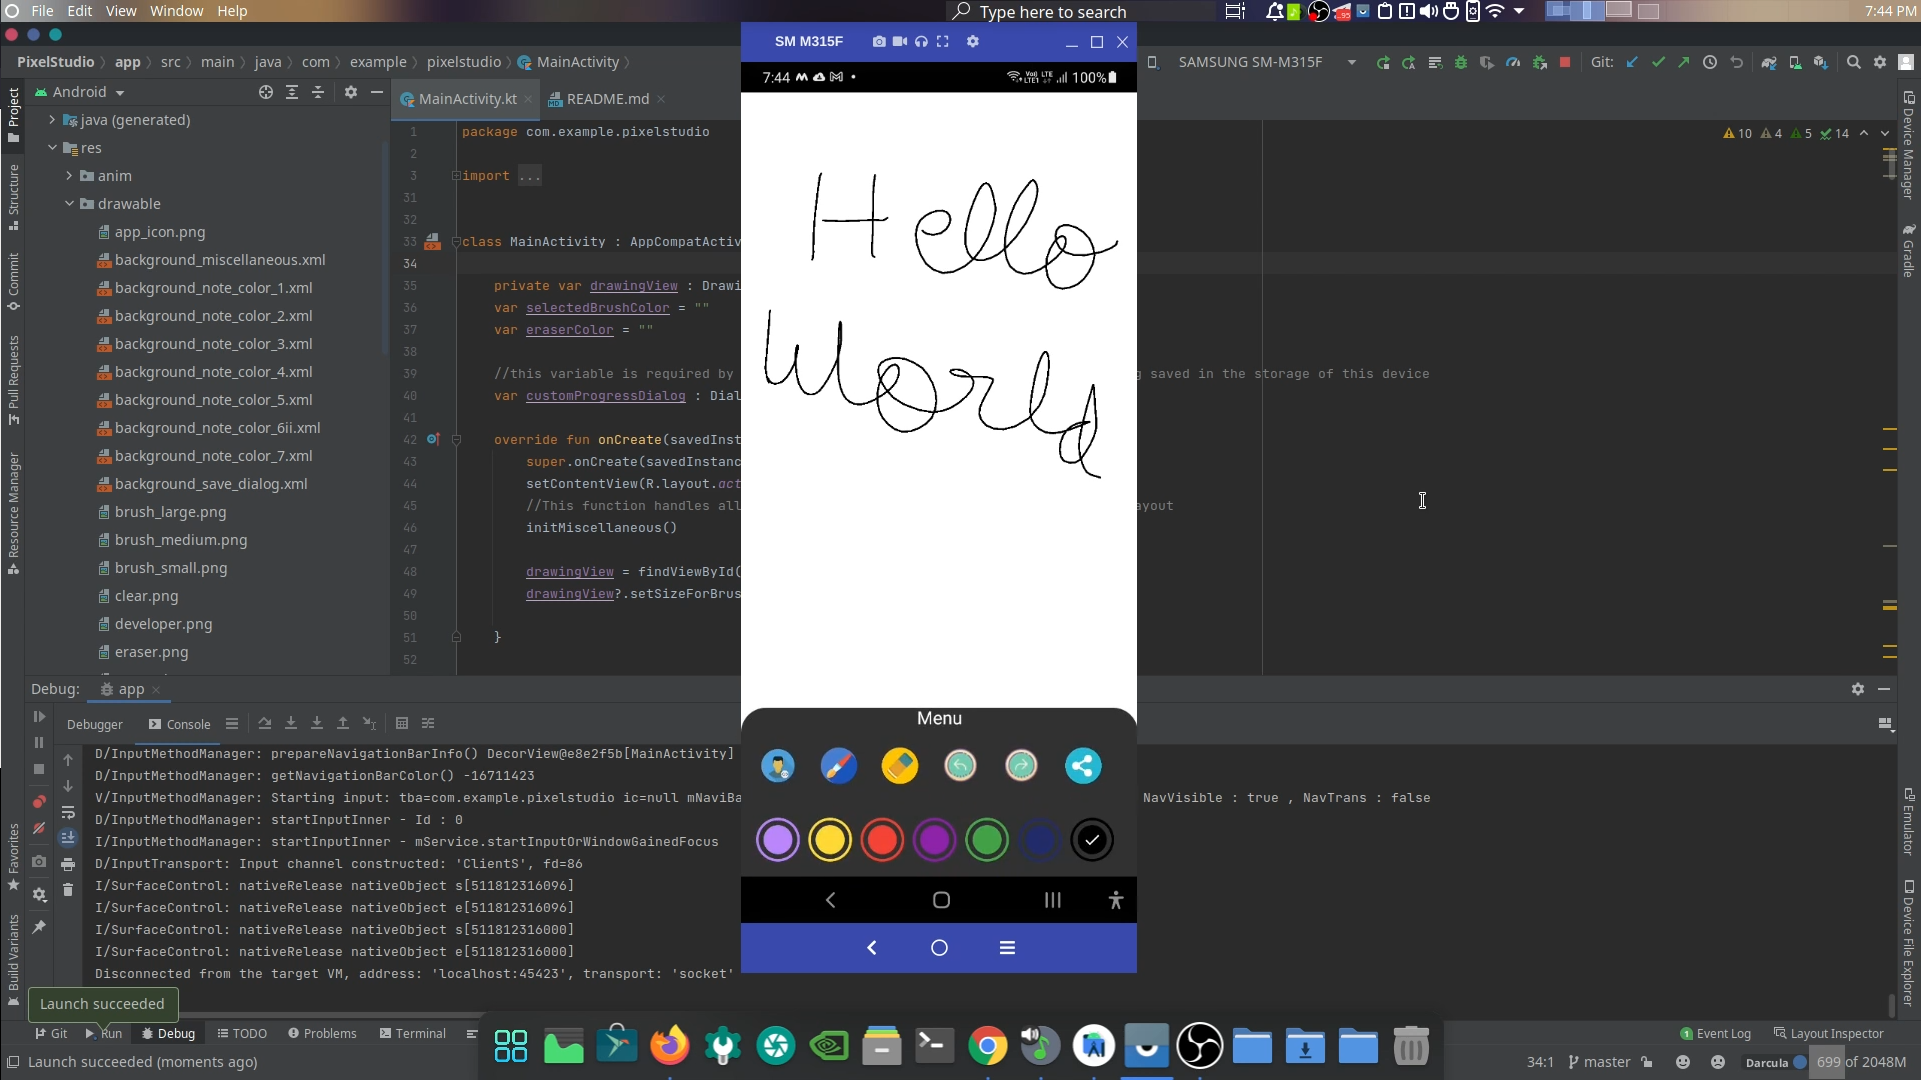 File Edit View Window Help
Type here to search
7:44 PM
SM M315F
PixelStudio app src main java com example pixelstudio MainActivity
SAMSUNG SM-M315F
Git:
Android
MainActivity.kt
README.md
7:44
100%
Project
Structure
Commit
Pull Requests
Resource Manager
Favorites
Build Variants
java (generated)
res
anim
drawable
app_icon.png
background_miscellaneous.xml
background_note_color_1.xml
background_note_color_2.xml
background_note_color_3.xml
background_note_color_4.xml
background_note_color_5.xml
background_note_color_6ii.xml
background_note_color_7.xml
background_save_dialog.xml
brush_large.png
brush_medium.png
brush_small.png
clear.png
developer.png
eraser.png
1 package com.example.pixelstudio
2
3 import ...
31
32
33 class MainActivity : AppCompatActiv
34
35 private var drawingView : Drawi
36 var selectedBrushColor = ""
37 var eraserColor = ""
38
39 //this variable is required by g saved in the storage of this device
40 var customProgressDialog : Dial
41
42 override fun onCreate(savedInst
43 super.onCreate(savedInstanc
44 setContentView(R.layout.act
45 //This function handles all ayout
46 initMiscellaneous()
47
48 drawingView = findViewById(
49 drawingView?.setSizeForBrus
50
51 }
52
10 4 5 14
Device Manager
Gradle
Emulator
Device File Explorer
Hello
World
Menu
Debug: app
Debugger Console
D/InputMethodManager: prepareNavigationBarInfo() DecorView@e8e2f5b[MainActivity]
D/InputMethodManager: getNavigationBarColor() -16711423
V/InputMethodManager: Starting input: tba=com.example.pixelstudio ic=null mNaviBa NavVisible : true , NavTrans : false
D/InputMethodManager: startInputInner - Id : 0
I/InputMethodManager: startInputInner - mService.startInputOrWindowGainedFocus
D/InputTransport: Input channel constructed: 'ClientS', fd=86
I/SurfaceControl: nativeRelease nativeObject s[511812316096]
I/SurfaceControl: nativeRelease nativeObject e[511812316096]
I/SurfaceControl: nativeRelease nativeObject s[511812316000]
I/SurfaceControl: nativeRelease nativeObject e[511812316000]
Disconnected from the target VM, address: 'localhost:45423', transport: 'socket'
Launch succeeded
Git Run Debug TODO Problems Terminal
1 Event Log Layout Inspector
Launch succeeded (moments ago)
34:1 master Darcula 699 of 2048M